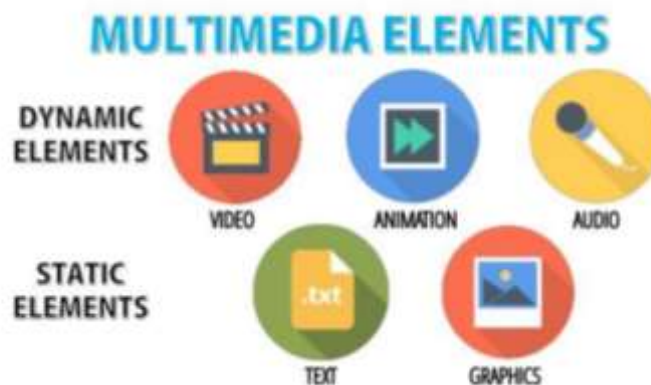 MULTIMEDIA ELEMENTS
DYNAMIC
ELEMENTS
VIDEO
ANIMATION
AUDIO
STATIC
ELEMENTS
.txt
TEXT
GRAPHICS